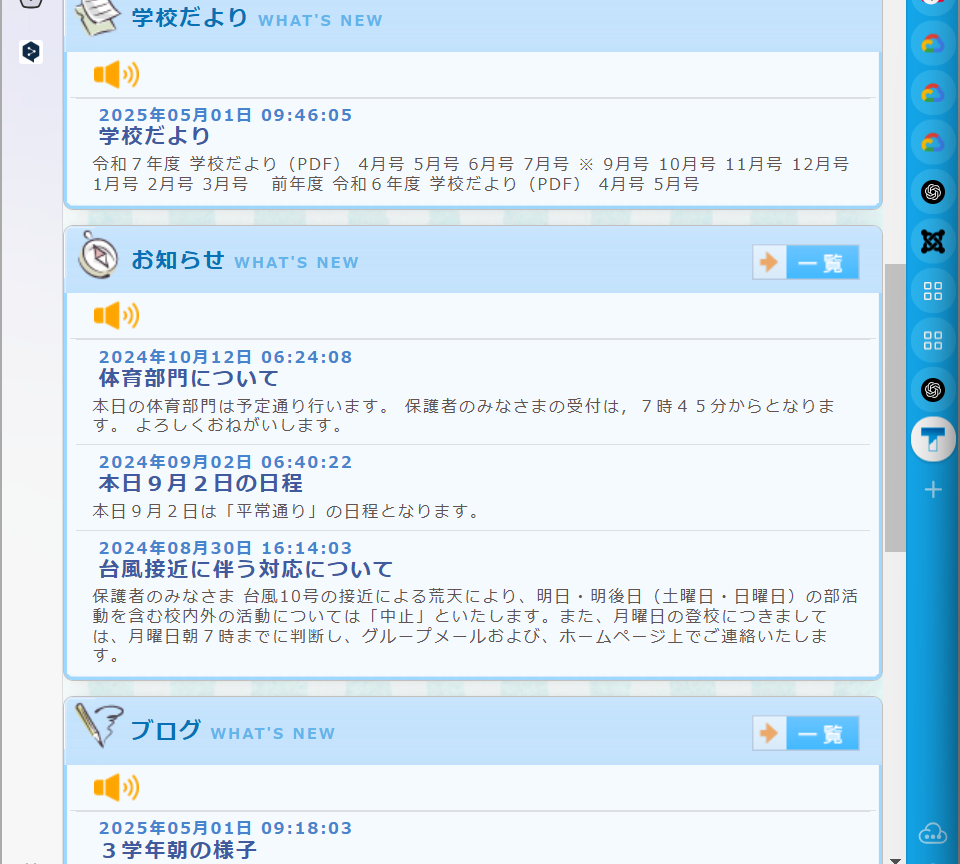 学校だより WHAT'S NEW
2025年05月01日 09:46:05
学校だより
令和７年度 学校だより（PDF） 4月号 5月号 6月号 7月号 ※ 9月号 10月号 11月号 12月号
1月号 2月号 3月号　前年度 令和６年度 学校だより（PDF） 4月号 5月号
お知らせ WHAT'S NEW
一覧
2024年10月12日 06:24:08
体育部門について
本日の体育部門は予定通り行います。 保護者のみなさまの受付は，７時４５分からとなりま
す。 よろしくおねがいします。
2024年09月02日 06:40:22
本日９月２日の日程
本日９月２日は「平常通り」の日程となります。
2024年08月30日 16:14:03
台風接近に伴う対応について
保護者のみなさま 台風10号の接近による荒天により、明日・明後日（土曜日・日曜日）の部活
動を含む校内外の活動については「中止」といたします。また、月曜日の登校につきまして
は、月曜日朝７時までに判断し、グループメールおよび、ホームページ上でご連絡いたしま
す。
ブログ WHAT'S NEW
一覧
2025年05月01日 09:18:03
３学年朝の様子